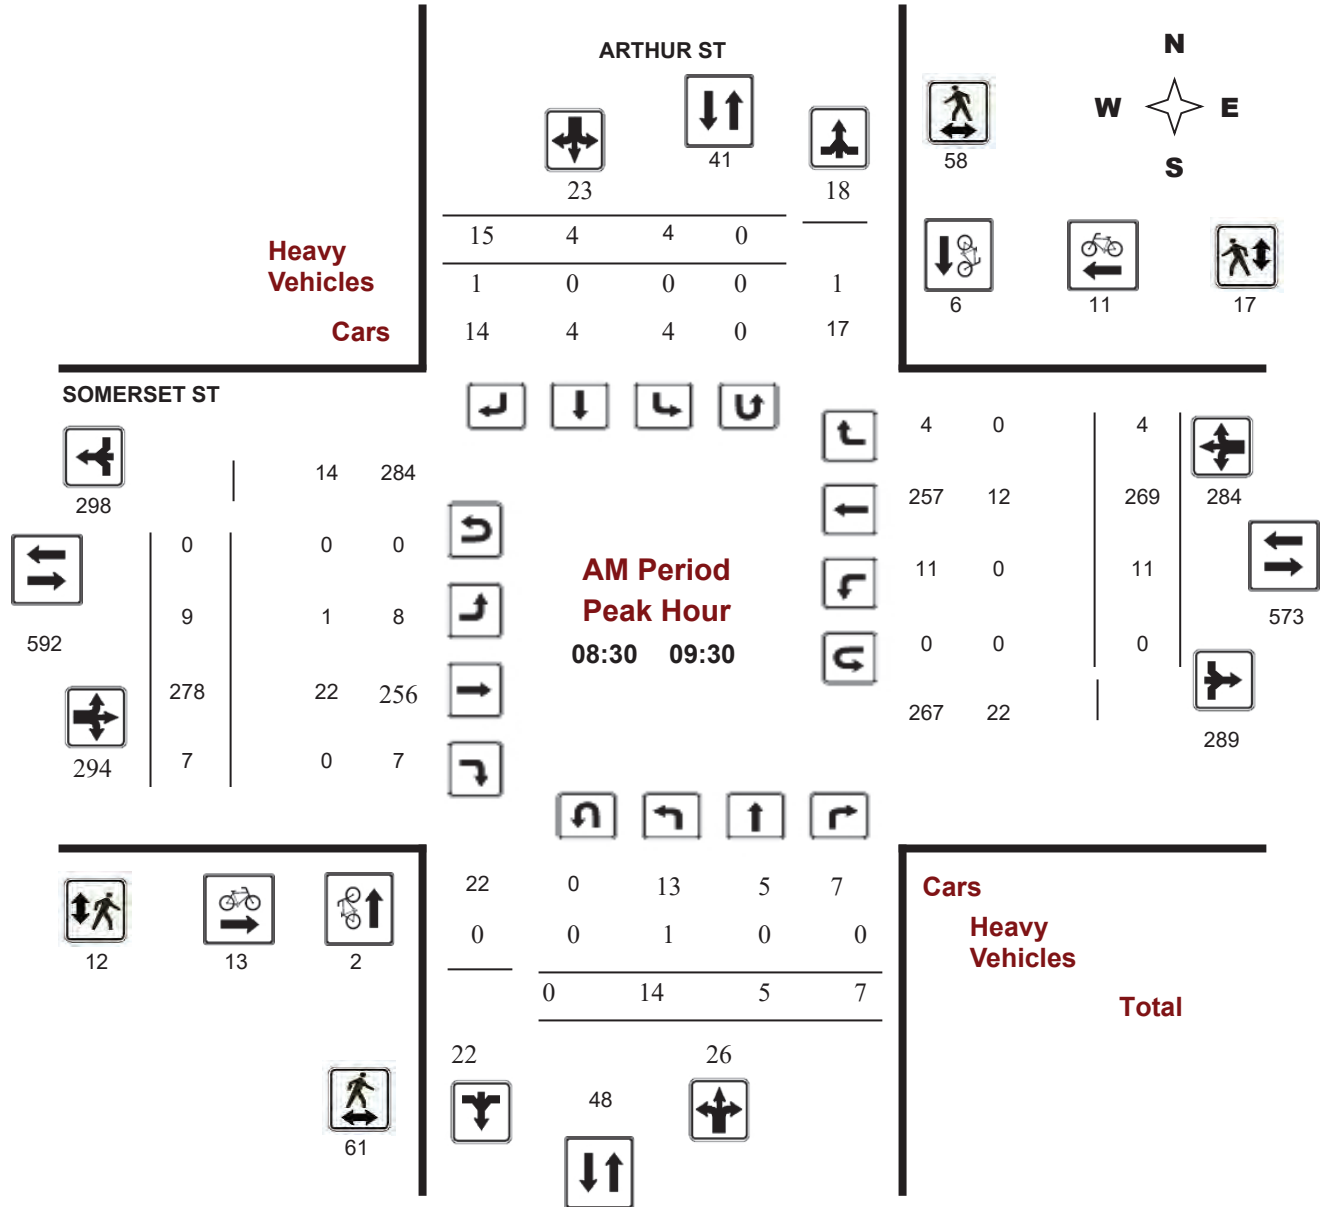 ARTHUR ST
N
W E
S
41
58
23
18
15 4 4 0
Heavy
Vehicles
1 0 0 0 1
6 11 17
Cars
14 4 4 0 17
SOMERSET ST
4 0 4
14 284
298
257 12 269 284
0 0 0
AM Period
11 0 11
Peak Hour
9 1 8
573
592
08:30 09:30
0 0 0
278 22 256
267 22
289
294 7 0 7
22 0 13 5 7
Cars
0 0 1 0 0
Heavy
Vehicles
12 13 2
0 14 5 7
Total
22 26
48
61